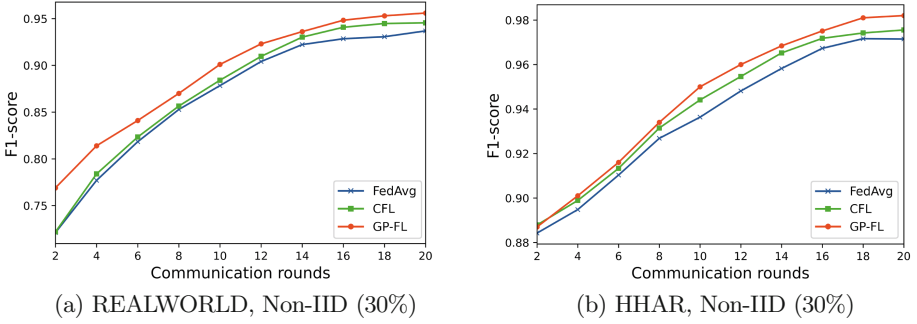 0.95
0.90
0.85
0.80
0.75
F1-score
FedAvg
CFL
GP-FL
2 4 6 8 10 12 14 16 18 20
Communication rounds
(a) REALWORLD, Non-IID (30%)
0.98
0.96
0.94
0.92
0.90
0.88
F1-score
FedAvg
CFL
GP-FL
2 4 6 8 10 12 14 16 18 20
Communication rounds
(b) HHAR, Non-IID (30%)